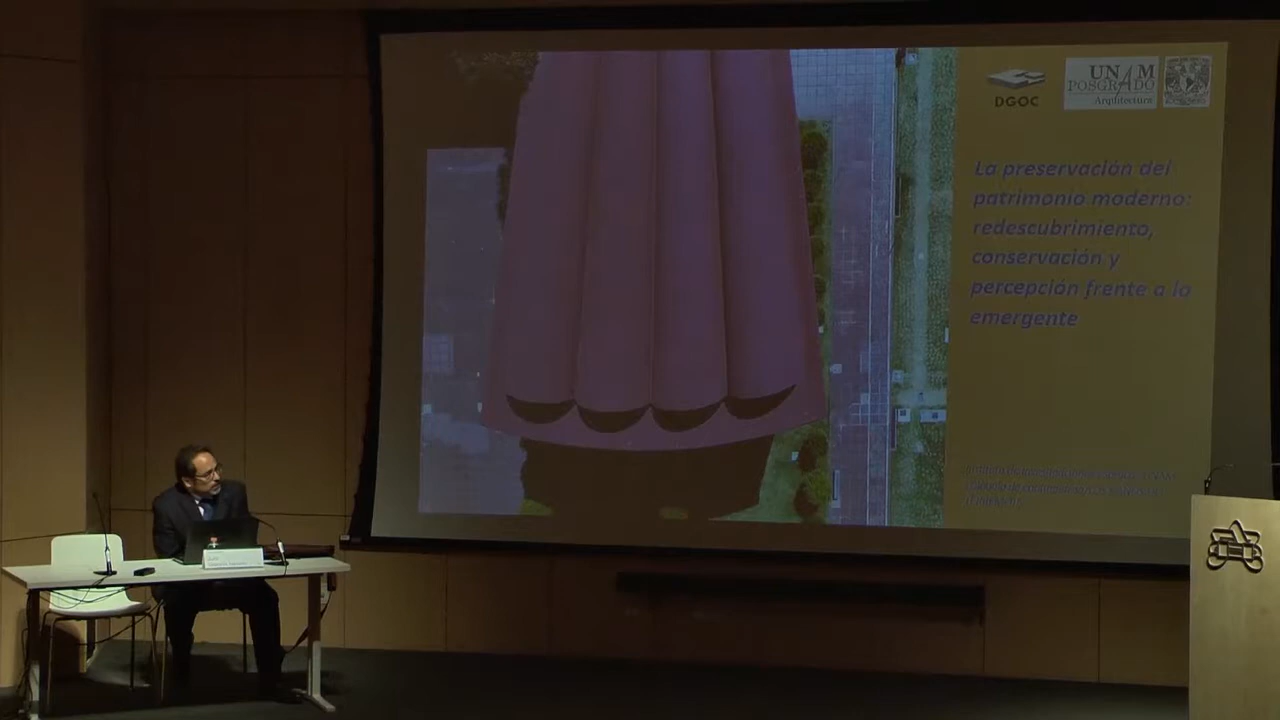 DGOC
UNAM
POSGRADO
Arquitectura
La preservación del
patrimonio moderno:
redescubrimiento,
conservación y
percepción frente a lo
emergente